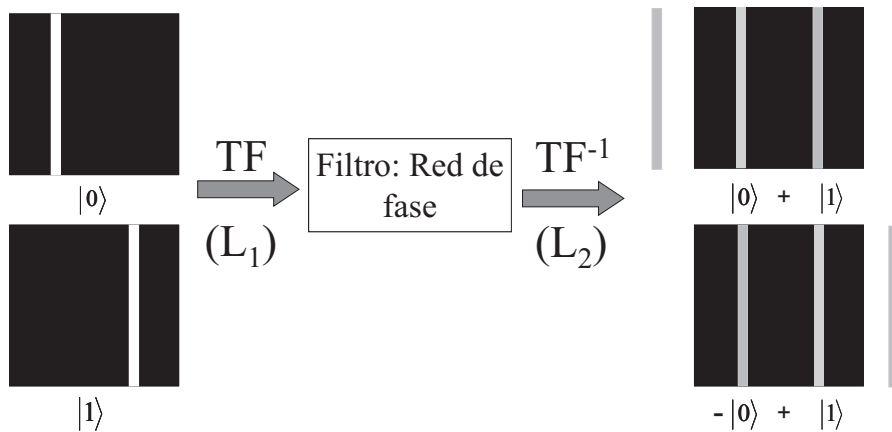 |0⟩
TF
(L₁)
|1⟩
Filtro: Red de
fase
TF⁻¹
(L₂)
|0⟩ + |1⟩
- |0⟩ + |1⟩